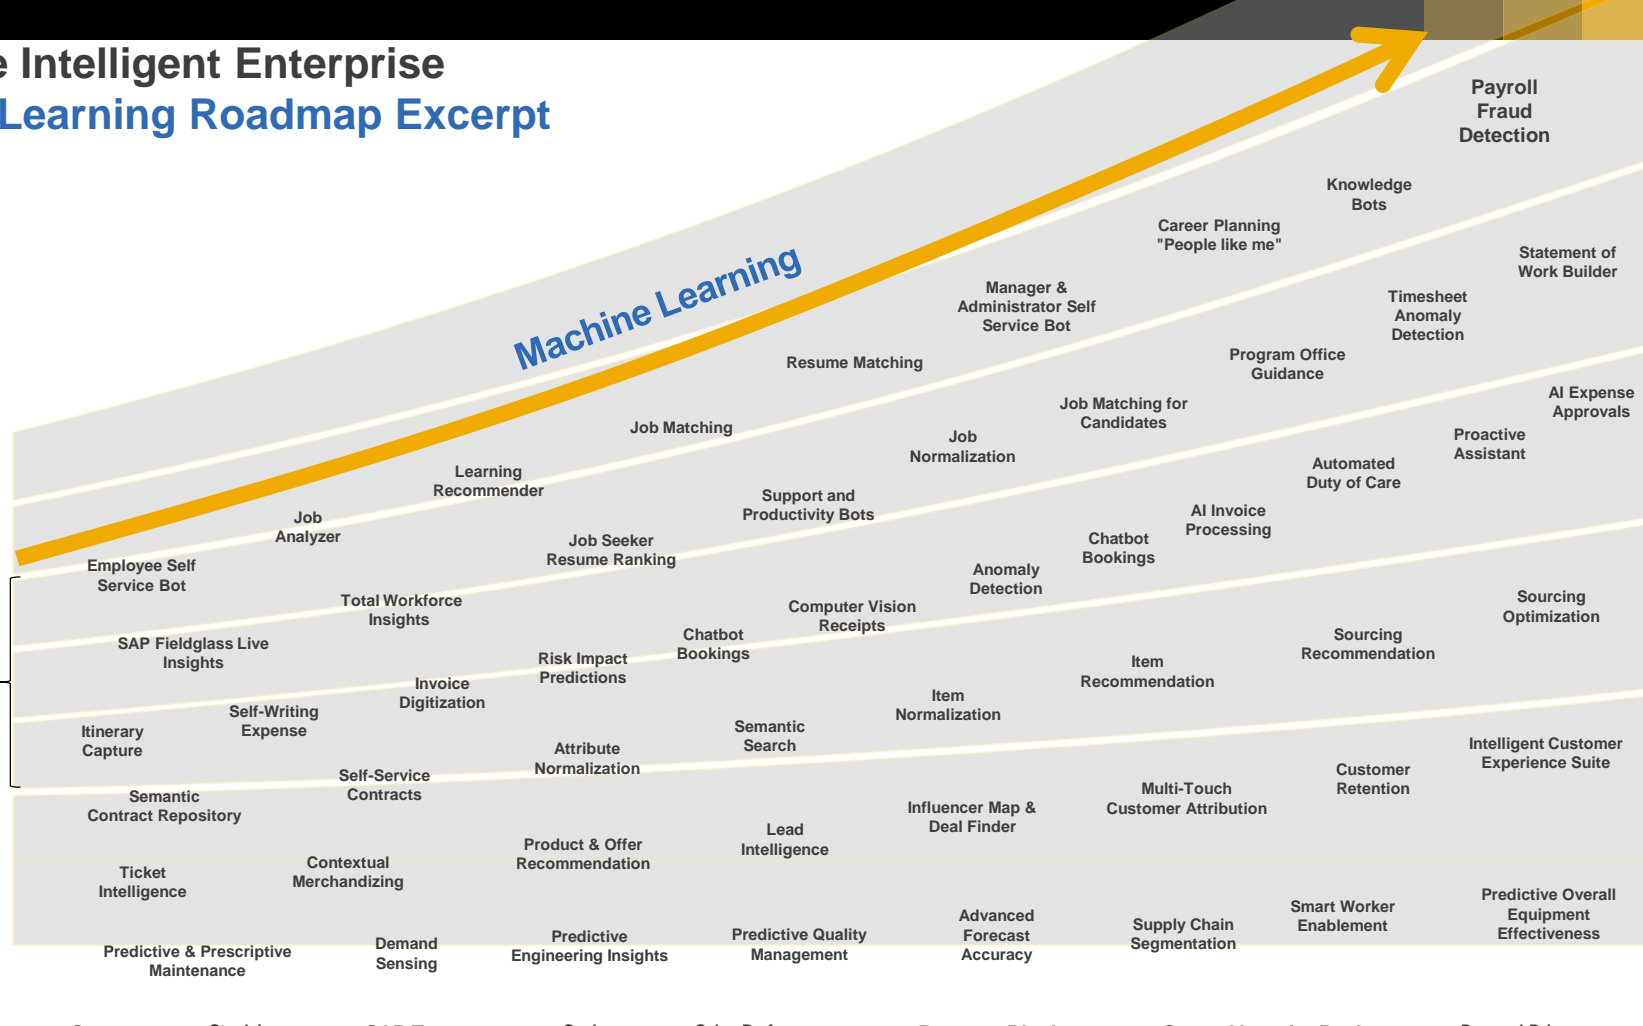 Intelligent Enterprise
Learning Roadmap Excerpt
Machine Learning
Payroll
Fraud
Detection
Knowledge
Bots
Career Planning
"People like me"
Manager &
Administrator Self
Service Bot
Resume Matching
Job Matching
Learning
Recommender
Job
Analyzer
Employee Self
Service Bot
Statement of
Work Builder
Timesheet
Anomaly
Detection
Program Office
Guidance
Job Matching for
Candidates
Job
Normalization
Support and
Productivity Bots
Job Seeker
Resume Ranking
Total Workforce
Insights
SAP Fieldglass Live
Insights
AI Expense
Approvals
Proactive
Assistant
Automated
Duty of Care
AI Invoice
Processing
Chatbot
Bookings
Anomaly
Detection
Computer Vision
Receipts
Chatbot
Bookings
Risk Impact
Predictions
Invoice
Digitization
Self-Writing
Expense
Itinerary
Capture
Sourcing
Optimization
Sourcing
Recommendation
Item
Recommendation
Item
Normalization
Semantic
Search
Attribute
Normalization
Self-Service
Contracts
Semantic
Contract Repository
Intelligent Customer
Experience Suite
Customer
Retention
Multi-Touch
Customer Attribution
Influencer Map &
Deal Finder
Lead
Intelligence
Product & Offer
Recommendation
Contextual
Merchandizing
Ticket
Intelligence
Predictive & Prescriptive
Maintenance
Demand
Sensing
Predictive
Engineering Insights
Predictive Quality
Management
Advanced
Forecast
Accuracy
Supply Chain
Segmentation
Smart Worker
Enablement
Predictive Overall
Equipment
Effectiveness